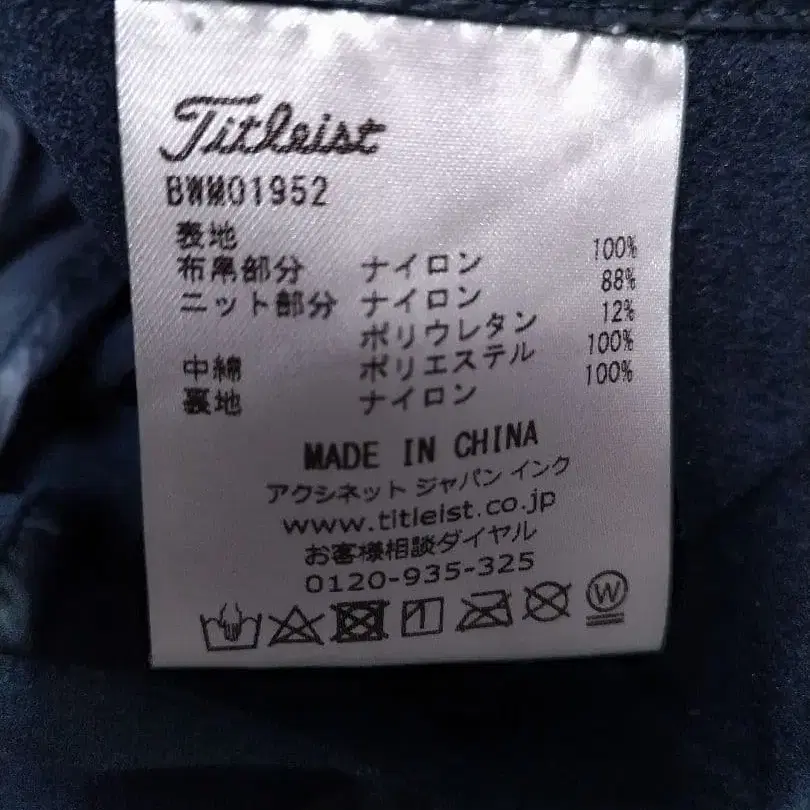 Titleist
BWM01952
表地
布帛部分 ナイロン 100%
ニット部分 ナイロン 88%
ポリウレタン 12%
中綿 ポリエステル 100%
裏地 ナイロン 100%
MADE IN CHINA
アクシネット ジャパン インク
www.titleist.co.jp
お客様相談ダイヤル
0120-935-325
W